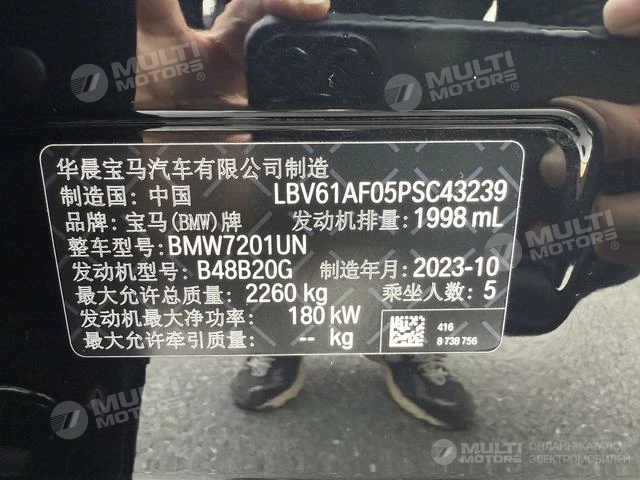 MULTI MOTORS®
MULTI MOTORS®
华晨宝马汽车有限公司制造
制造国: 中国 LBV61AF05PSC43239
品牌: 宝马(BMW)牌 发动机排量: 1998 mL
整车型号: BMW7201UN
发动机型号: B48B20G 制造年月: 2023-10
最大允许总质量: 2260 kg 乘坐人数: 5
发动机最大净功率: 180 kW
最大允许牵引质量: -- kg
416
8 738 756
MULTI MOTORS®
MULTI MOTORS®
MULTI MOTORS
ОНЛАЙН-КАТАЛОГ
ЭЛЕКТРОМОБИЛЕЙ